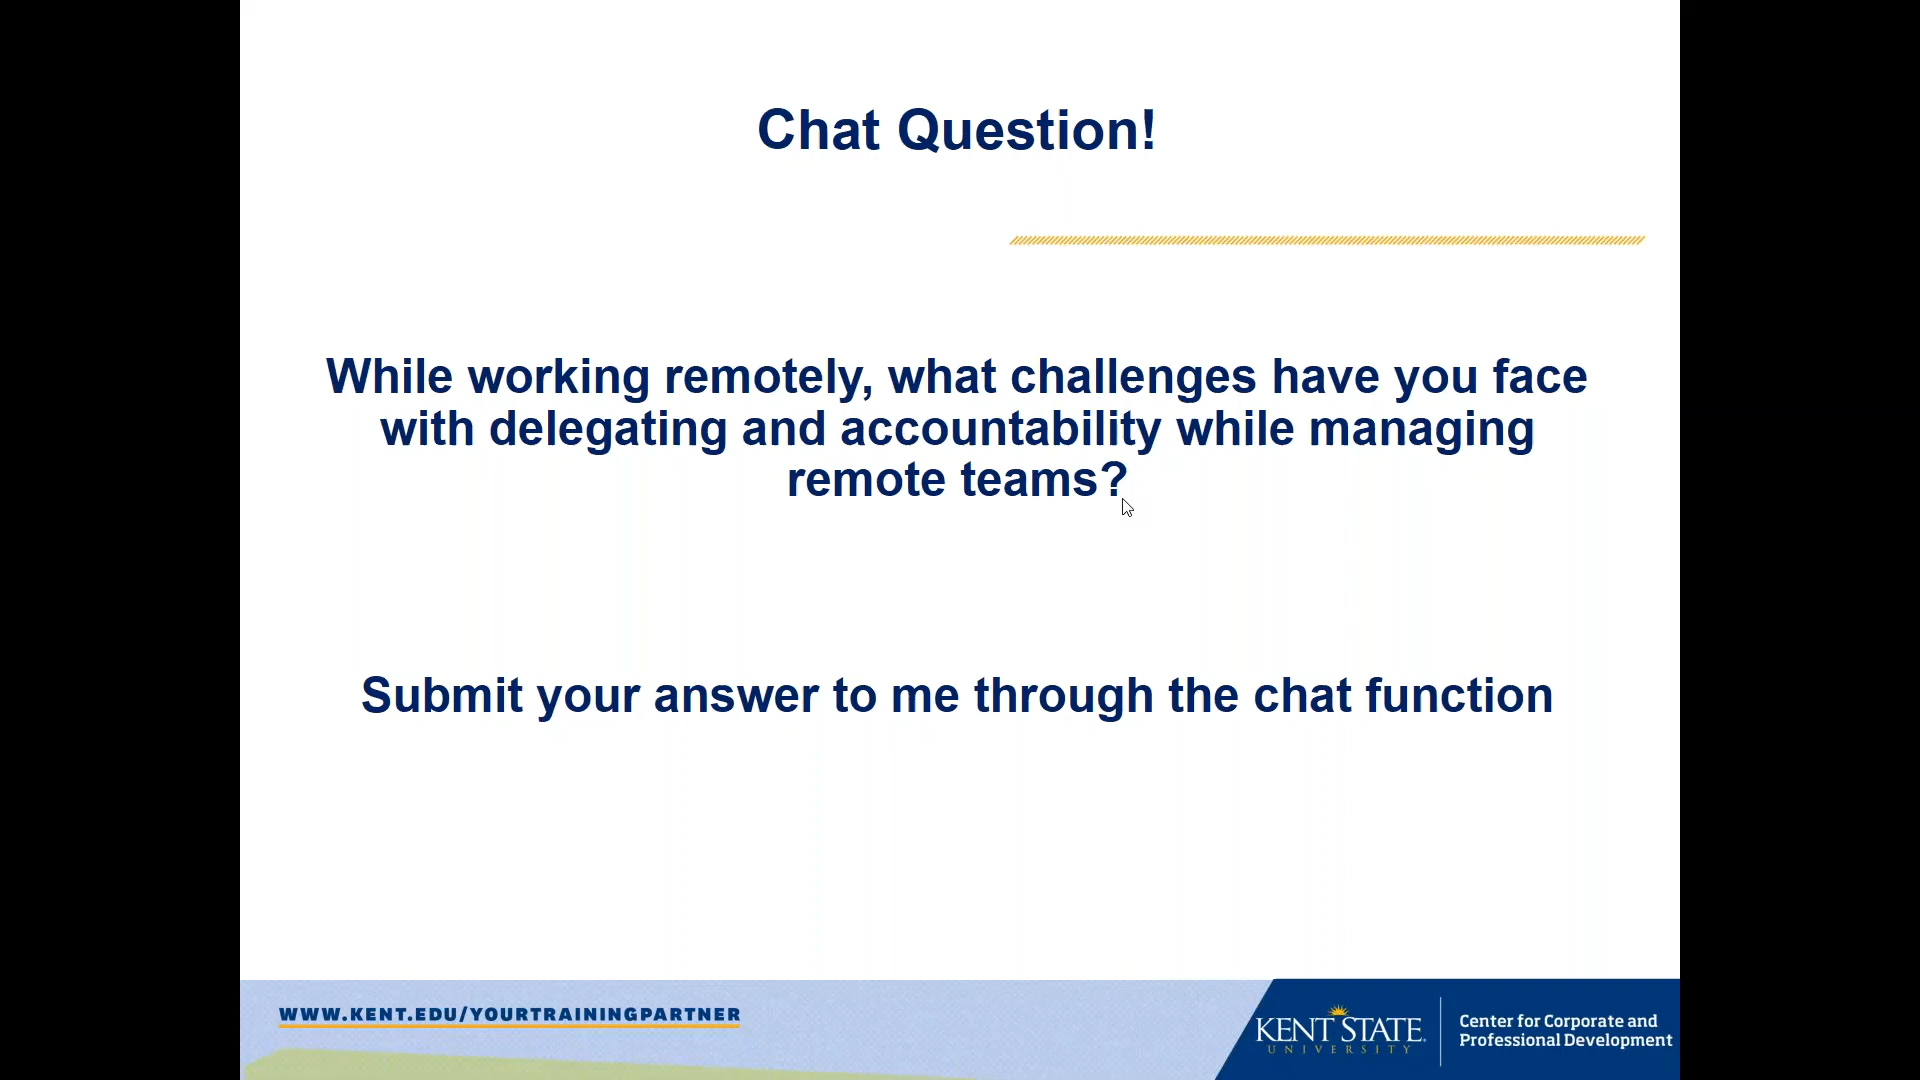 Chat Question!
While working remotely, what challenges have you face
with delegating and accountability while managing
remote teams?
Submit your answer to me through the chat function
WWW.KENT.EDU/YOURTRAININGPARTNER
KENT STATE
UNIVERSITY
Center for Corporate and
Professional Development